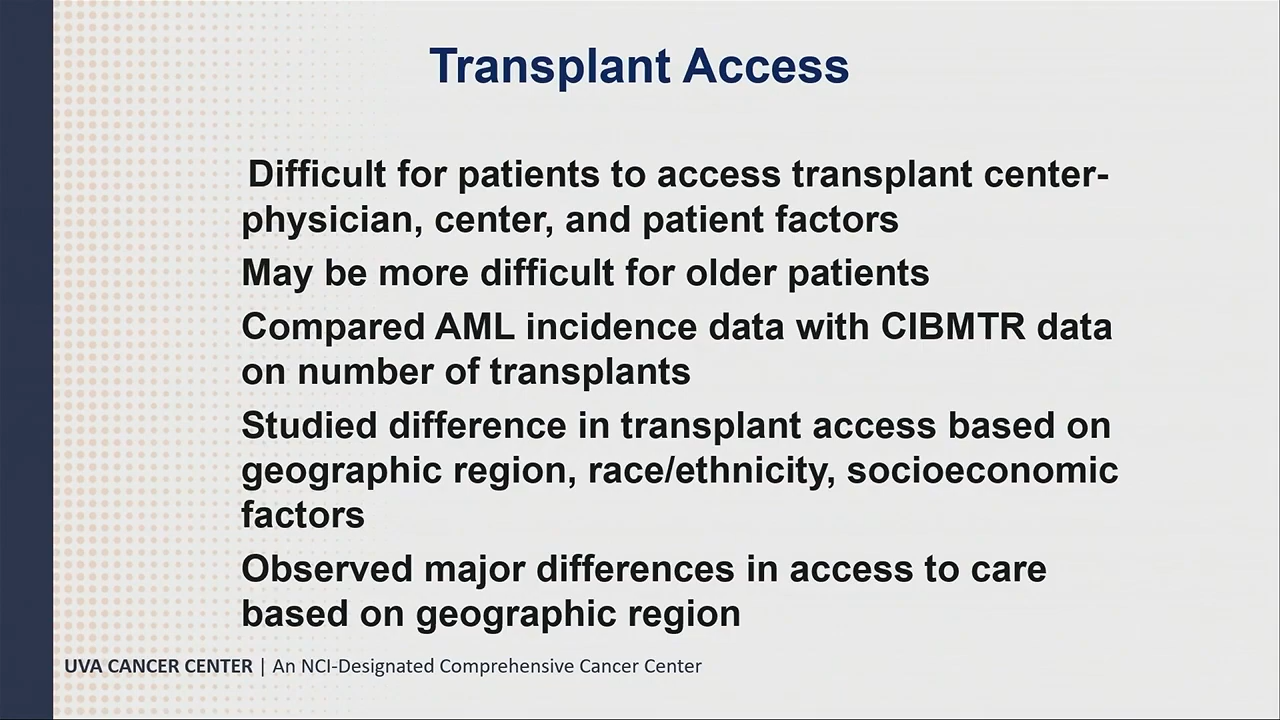 Transplant Access
Difficult for patients to access transplant center-
physician, center, and patient factors
May be more difficult for older patients
Compared AML incidence data with CIBMTR data
on number of transplants
Studied difference in transplant access based on
geographic region, race/ethnicity, socioeconomic
factors
Observed major differences in access to care
based on geographic region
UVA CANCER CENTER | An NCI-Designated Comprehensive Cancer Center